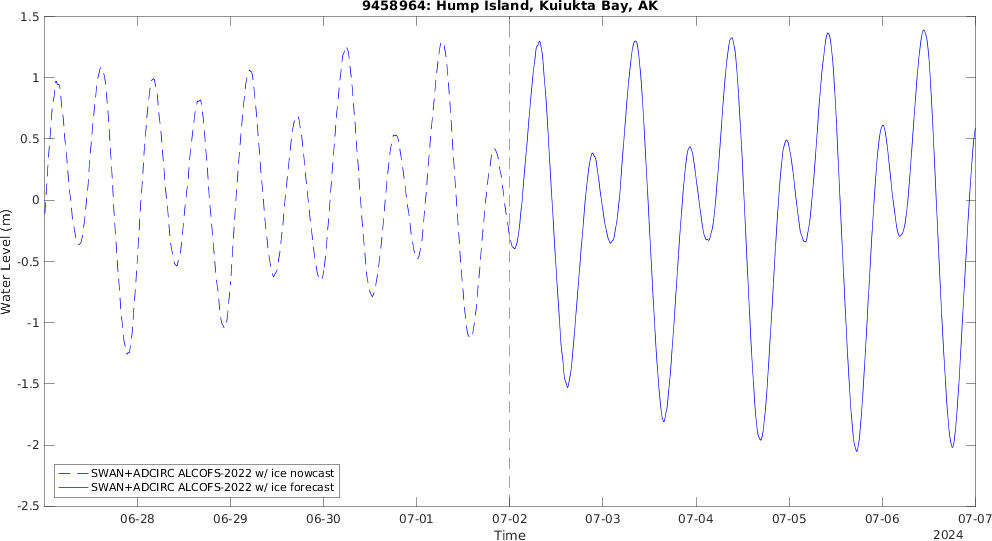 9458964: Hump Island, Kuiukta Bay, AK
1.5
1
0.5
0
-0.5
-1
-1.5
-2
-2.5
Water Level (m)
SWAN+ADCIRC ALCOFS-2022 w/ ice nowcast
SWAN+ADCIRC ALCOFS-2022 w/ ice forecast
06-28 06-29 06-30 07-01 07-02 07-03 07-04 07-05 07-06 07-07
Time
2024